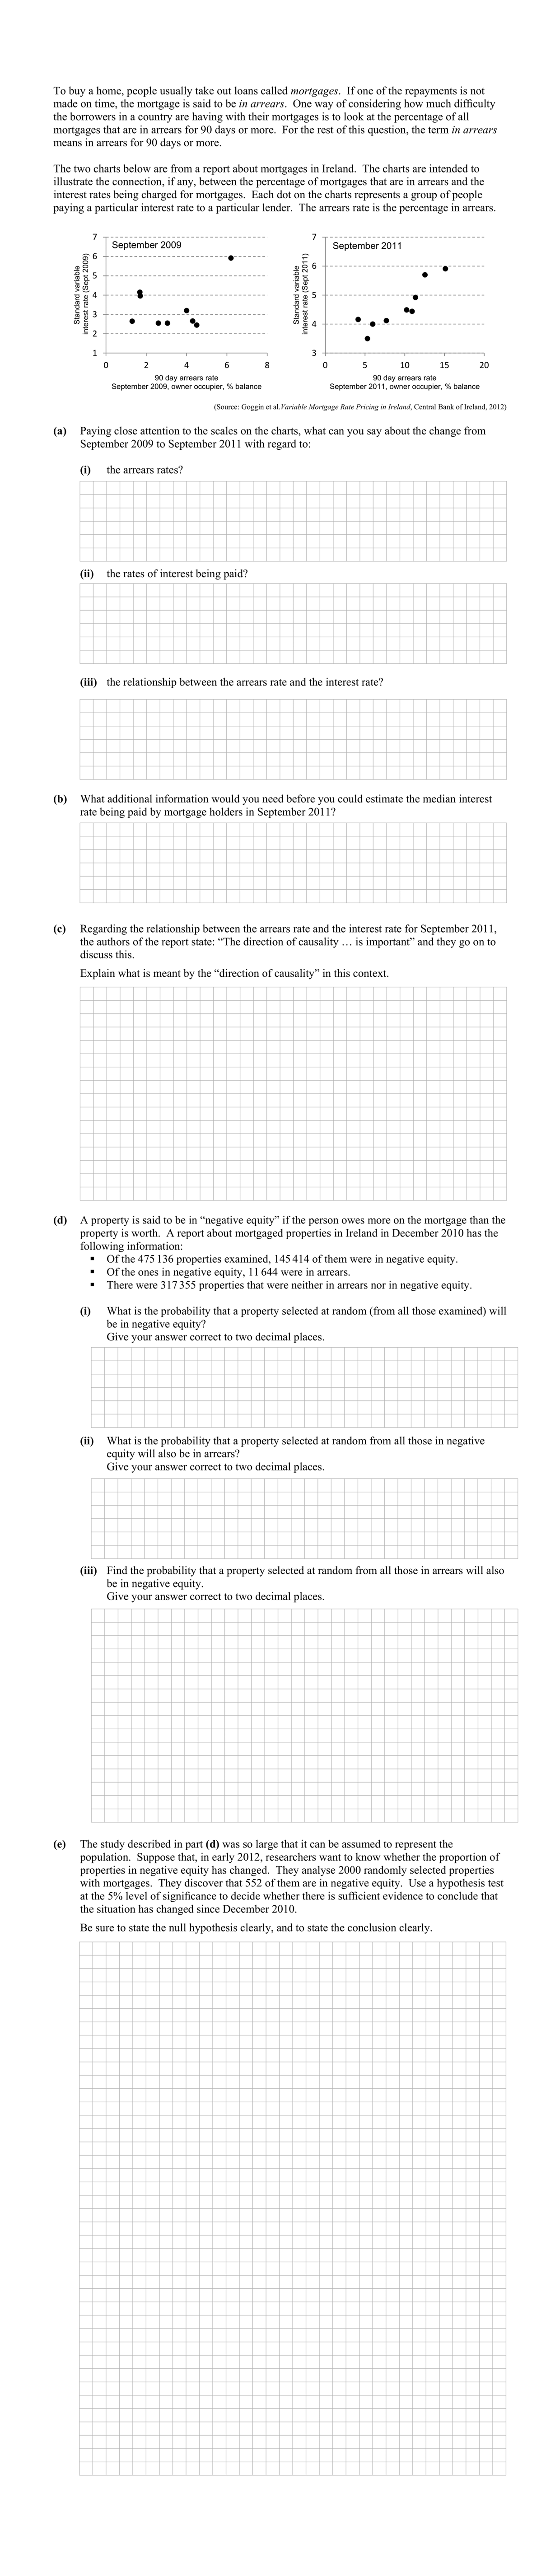 To buy a home, people usually take out loans called mortgages. If one of the repayments is not
made on time, the mortgage is said to be in arrears. One way of considering how much difficulty
the borrowers in a country are having with their mortgages is to look at the percentage of all
mortgages that are in arrears for 90 days or more. For the rest of this question, the term in arrears
means in arrears for 90 days or more.
The two charts below are from a report about mortgages in Ireland. The charts are intended to
illustrate the connection, if any, between the percentage of mortgages that are in arrears and the
interest rates being charged for mortgages. Each dot on the charts represents a group of people
paying a particular interest rate to a particular lender. The arrears rate is the percentage in arrears.
September 2009
Standard variable
interest rate (Sept 2009)
7
6
5
4
3
2
1
0 2 4 6 8
90 day arrears rate
September 2009, owner occupier, % balance
September 2011
Standard variable
interest rate (Sept 2011)
7
6
5
4
3
0 5 10 15 20
90 day arrears rate
September 2011, owner occupier, % balance
(Source: Goggin et al.Variable Mortgage Rate Pricing in Ireland, Central Bank of Ireland, 2012)
(a) Paying close attention to the scales on the charts, what can you say about the change from
September 2009 to September 2011 with regard to:
(i) the arrears rates?
(ii) the rates of interest being paid?
(iii) the relationship between the arrears rate and the interest rate?
(b) What additional information would you need before you could estimate the median interest
rate being paid by mortgage holders in September 2011?
(c) Regarding the relationship between the arrears rate and the interest rate for September 2011,
the authors of the report state: “The direction of causality … is important” and they go on to
discuss this.
Explain what is meant by the “direction of causality” in this context.
(d) A property is said to be in “negative equity” if the person owes more on the mortgage than the
property is worth. A report about mortgaged properties in Ireland in December 2010 has the
following information:
▪ Of the 475 136 properties examined, 145 414 of them were in negative equity.
▪ Of the ones in negative equity, 11 644 were in arrears.
▪ There were 317 355 properties that were neither in arrears nor in negative equity.
(i) What is the probability that a property selected at random (from all those examined) will
be in negative equity?
Give your answer correct to two decimal places.
(ii) What is the probability that a property selected at random from all those in negative
equity will also be in arrears?
Give your answer correct to two decimal places.
(iii) Find the probability that a property selected at random from all those in arrears will also
be in negative equity.
Give your answer correct to two decimal places.
(e) The study described in part (d) was so large that it can be assumed to represent the
population. Suppose that, in early 2012, researchers want to know whether the proportion of
properties in negative equity has changed. They analyse 2000 randomly selected properties
with mortgages. They discover that 552 of them are in negative equity. Use a hypothesis test
at the 5% level of significance to decide whether there is sufficient evidence to conclude that
the situation has changed since December 2010.
Be sure to state the null hypothesis clearly, and to state the conclusion clearly.